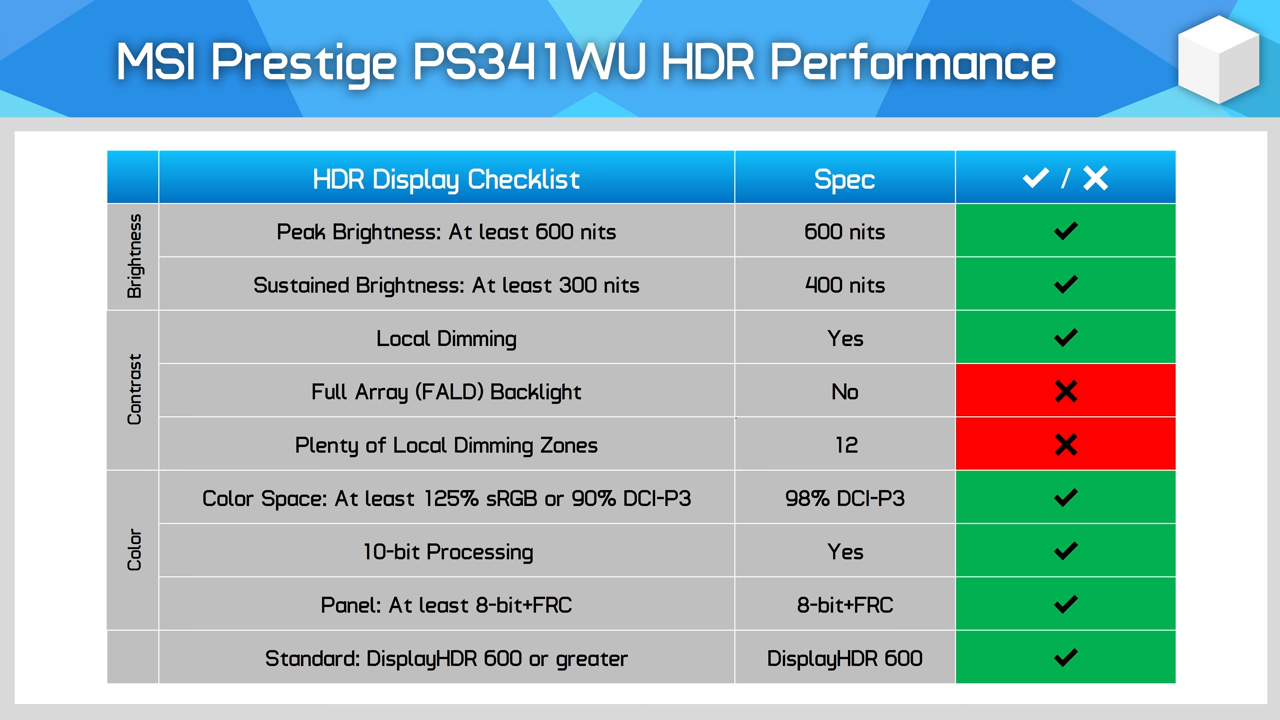 MSI Prestige PS341WU HDR Performance
HDR Display Checklist Spec ✔ / ✖
Brightness
Peak Brightness: At least 600 nits 600 nits ✔
Sustained Brightness: At least 300 nits 400 nits ✔
Contrast
Local Dimming Yes ✔
Full Array (FALD) Backlight No ✖
Plenty of Local Dimming Zones 12 ✖
Color
Color Space: At least 125% sRGB or 90% DCI-P3 98% DCI-P3 ✔
10-bit Processing Yes ✔
Panel: At least 8-bit+FRC 8-bit+FRC ✔
Standard: DisplayHDR 600 or greater DisplayHDR 600 ✔